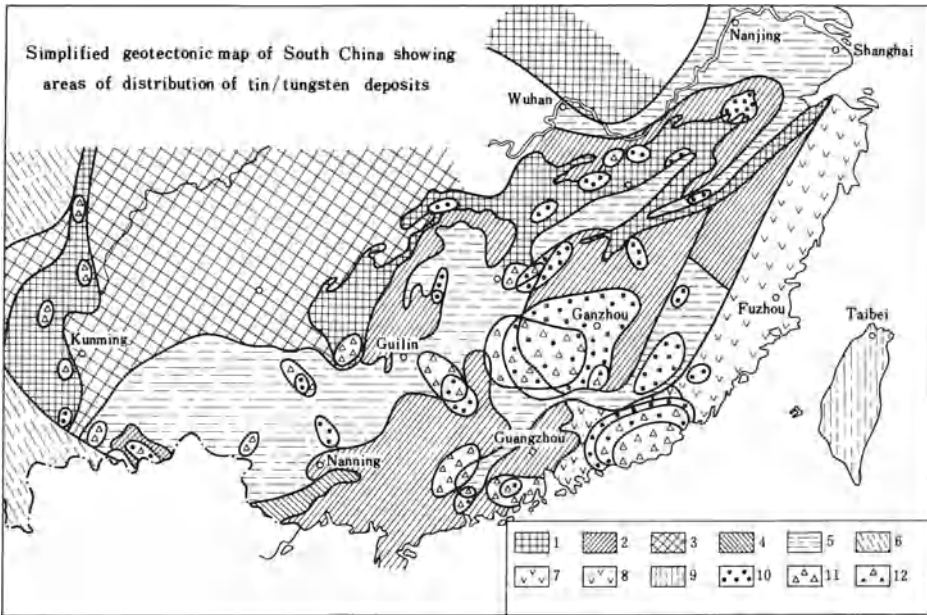 Simplified geotectonic map of South China showing
areas of distribution of tin/tungsten deposits
Nanjing
Shanghai
Wuhan
Kunming
Guilin
Ganzhou
Fuzhou
Taibei
Guangzhou
Nanning
1 2 3 4 5 6
7 8 9 10 11 12